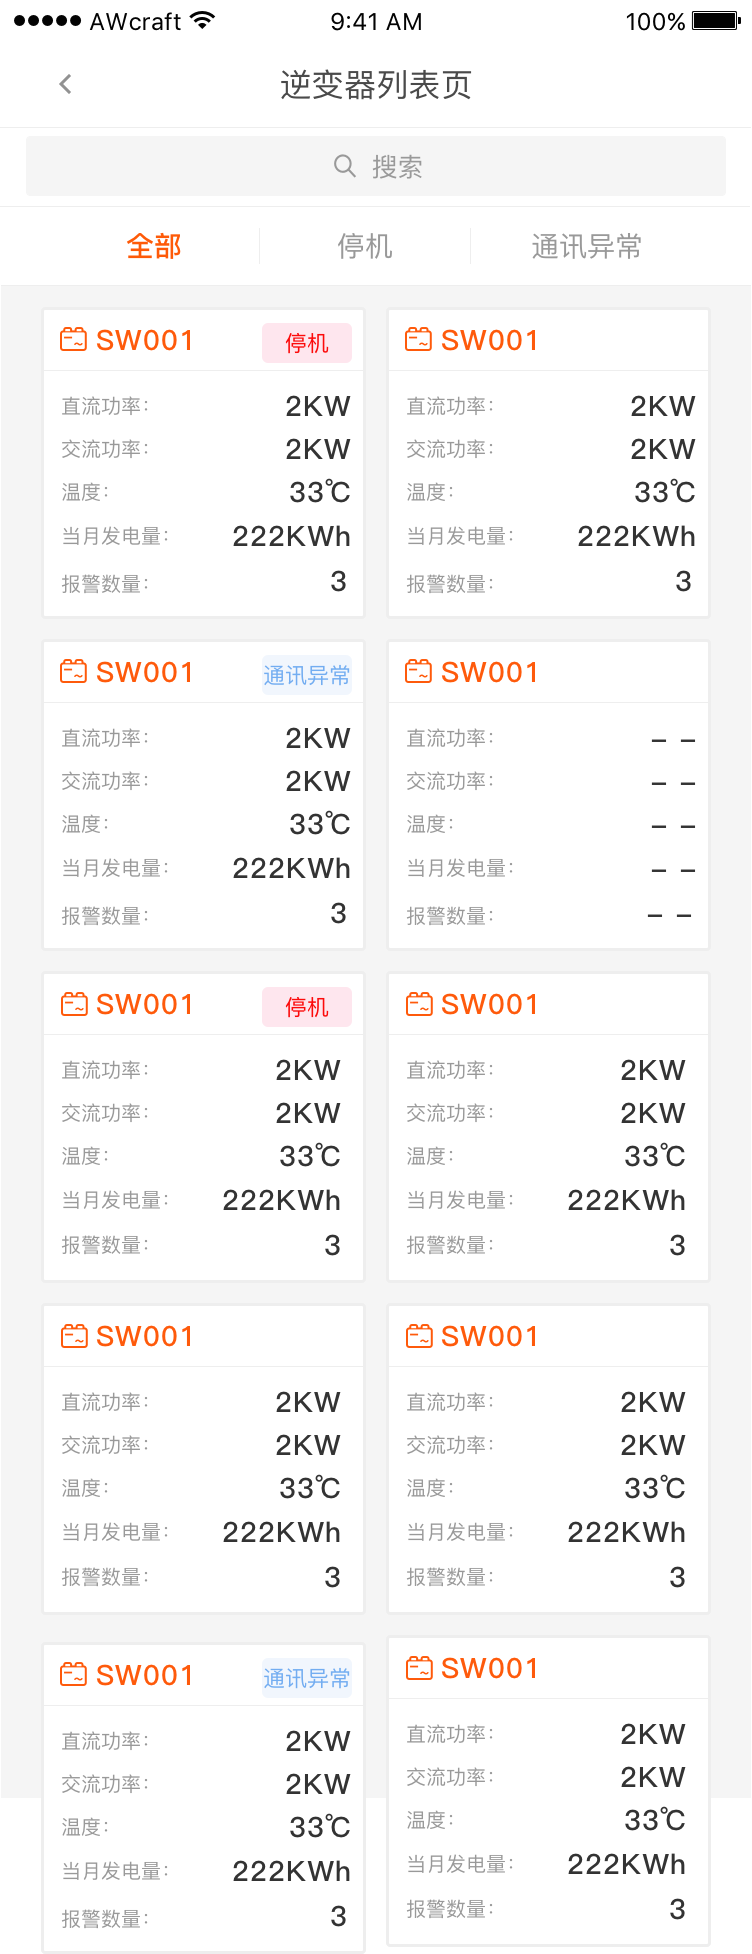 ●●●●● AWcraft 9:41 AM 100%
逆变器列表页
搜索
全部 停机 通讯异常
SW001 停机
直流功率: 2KW
交流功率: 2KW
温度: 33℃
当月发电量: 222KWh
报警数量: 3
SW001
直流功率: 2KW
交流功率: 2KW
温度: 33℃
当月发电量: 222KWh
报警数量: 3
SW001 通讯异常
直流功率: 2KW
交流功率: 2KW
温度: 33℃
当月发电量: 222KWh
报警数量: 3
SW001
直流功率: – –
交流功率: – –
温度: – –
当月发电量: – –
报警数量: – –
SW001 停机
直流功率: 2KW
交流功率: 2KW
温度: 33℃
当月发电量: 222KWh
报警数量: 3
SW001
直流功率: 2KW
交流功率: 2KW
温度: 33℃
当月发电量: 222KWh
报警数量: 3
SW001
直流功率: 2KW
交流功率: 2KW
温度: 33℃
当月发电量: 222KWh
报警数量: 3
SW001
直流功率: 2KW
交流功率: 2KW
温度: 33℃
当月发电量: 222KWh
报警数量: 3
SW001 通讯异常
直流功率: 2KW
交流功率: 2KW
温度: 33℃
当月发电量: 222KWh
报警数量: 3
SW001
直流功率: 2KW
交流功率: 2KW
温度: 33℃
当月发电量: 222KWh
报警数量: 3